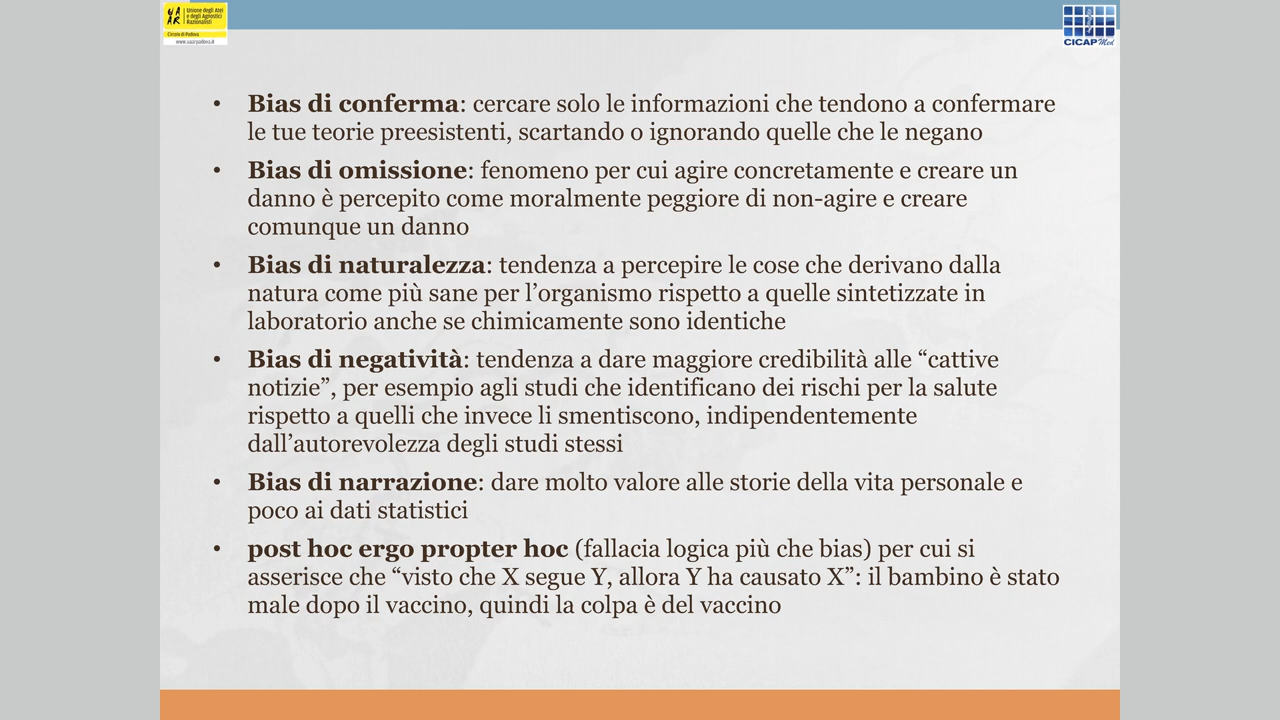 UAAR
Unione degli Atei
e degli Agnostici
Razionalisti
Circolo di Padova
www.uaarpadova.it
CICAP Med
• Bias di conferma: cercare solo le informazioni che tendono a confermare
le tue teorie preesistenti, scartando o ignorando quelle che le negano
• Bias di omissione: fenomeno per cui agire concretamente e creare un
danno è percepito come moralmente peggiore di non-agire e creare
comunque un danno
• Bias di naturalezza: tendenza a percepire le cose che derivano dalla
natura come più sane per l’organismo rispetto a quelle sintetizzate in
laboratorio anche se chimicamente sono identiche
• Bias di negatività: tendenza a dare maggiore credibilità alle “cattive
notizie”, per esempio agli studi che identificano dei rischi per la salute
rispetto a quelli che invece li smentiscono, indipendentemente
dall’autorevolezza degli studi stessi
• Bias di narrazione: dare molto valore alle storie della vita personale e
poco ai dati statistici
• post hoc ergo propter hoc (fallacia logica più che bias) per cui si
asserisce che “visto che X segue Y, allora Y ha causato X”: il bambino è stato
male dopo il vaccino, quindi la colpa è del vaccino